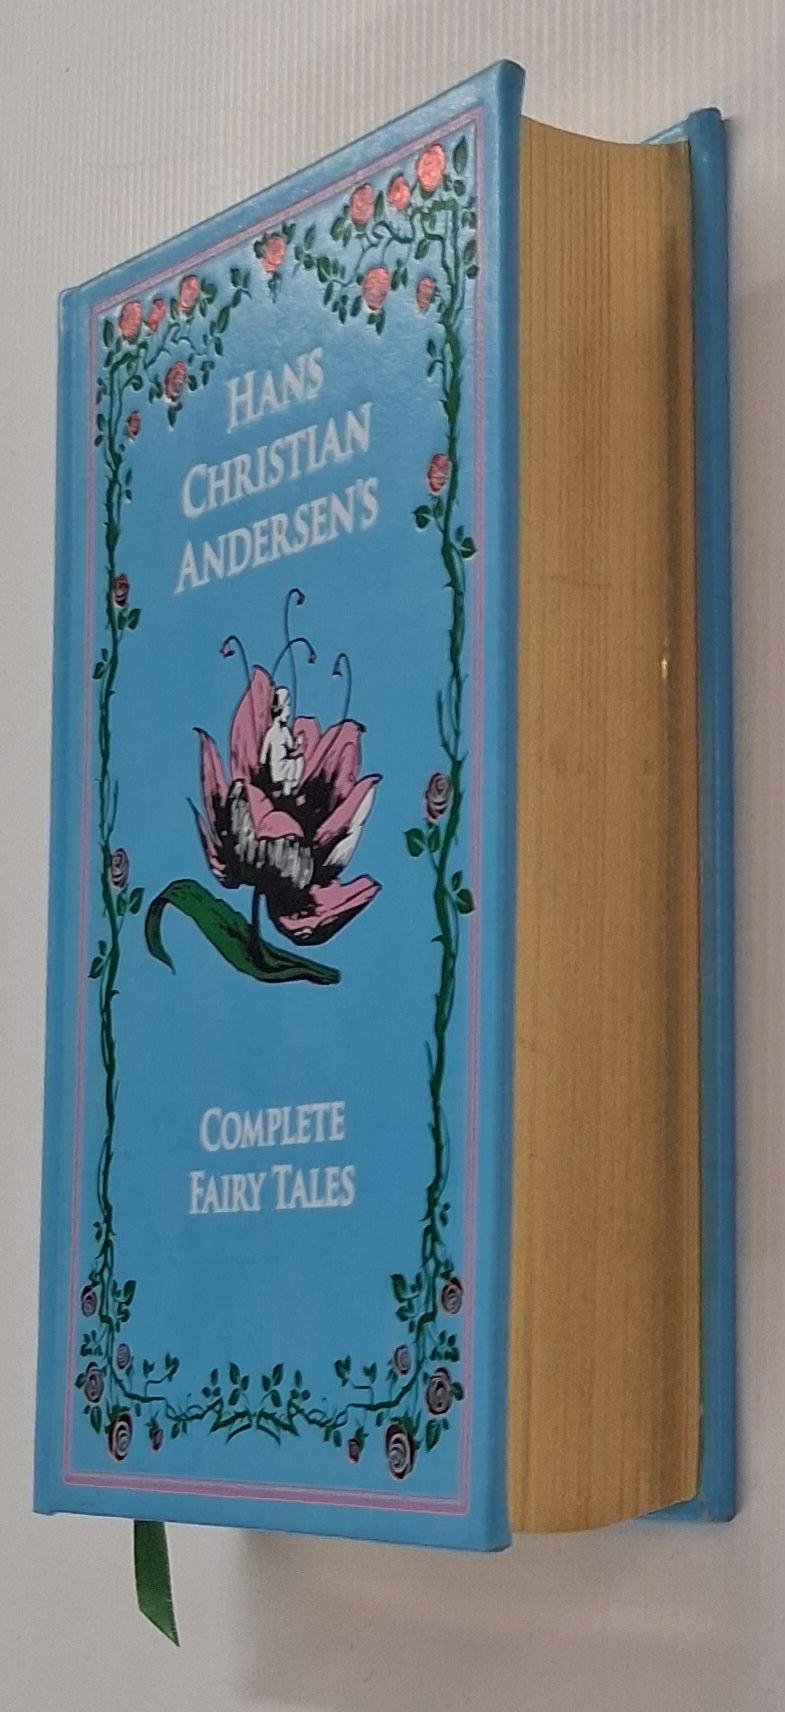 HANS
CHRISTIAN
ANDERSEN'S
COMPLETE
FAIRY TALES